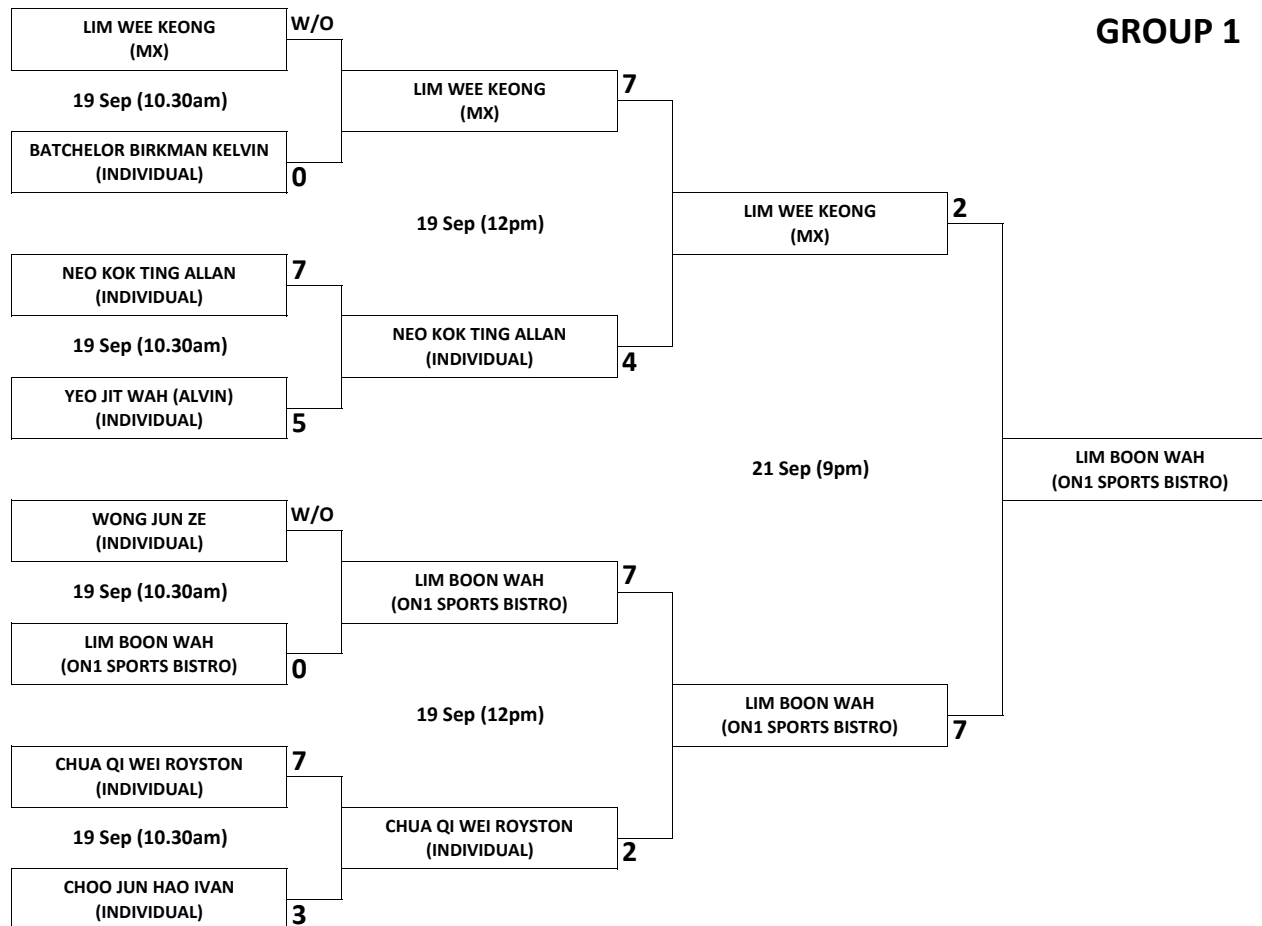 GROUP 1
LIM WEE KEONG
(MX)
W/O
19 Sep (10.30am)
BATCHELOR BIRKMAN KELVIN
(INDIVIDUAL)
0
NEO KOK TING ALLAN
(INDIVIDUAL)
7
19 Sep (10.30am)
YEO JIT WAH (ALVIN)
(INDIVIDUAL)
5
WONG JUN ZE
(INDIVIDUAL)
W/O
19 Sep (10.30am)
LIM BOON WAH
(ON1 SPORTS BISTRO)
0
CHUA QI WEI ROYSTON
(INDIVIDUAL)
7
19 Sep (10.30am)
CHOO JUN HAO IVAN
(INDIVIDUAL)
3
LIM WEE KEONG
(MX)
7
19 Sep (12pm)
NEO KOK TING ALLAN
(INDIVIDUAL)
4
LIM BOON WAH
(ON1 SPORTS BISTRO)
7
19 Sep (12pm)
CHUA QI WEI ROYSTON
(INDIVIDUAL)
2
LIM WEE KEONG
(MX)
2
21 Sep (9pm)
LIM BOON WAH
(ON1 SPORTS BISTRO)
7
LIM BOON WAH
(ON1 SPORTS BISTRO)